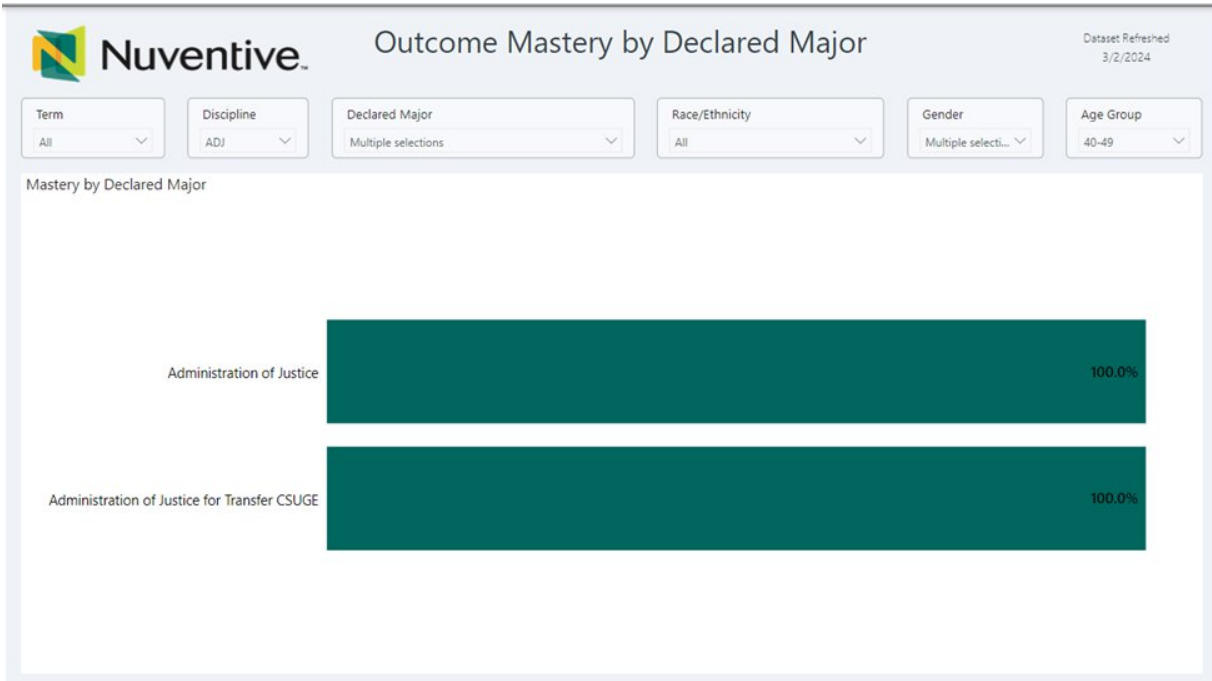 Nuventive™
Outcome Mastery by Declared Major
Dataset Refreshed
3/2/2024
Term
All
Discipline
ADJ
Declared Major
Multiple selections
Race/Ethnicity
All
Gender
Multiple selecti...
Age Group
40-49
Mastery by Declared Major
Administration of Justice
100.0%
Administration of Justice for Transfer CSUGE
100.0%